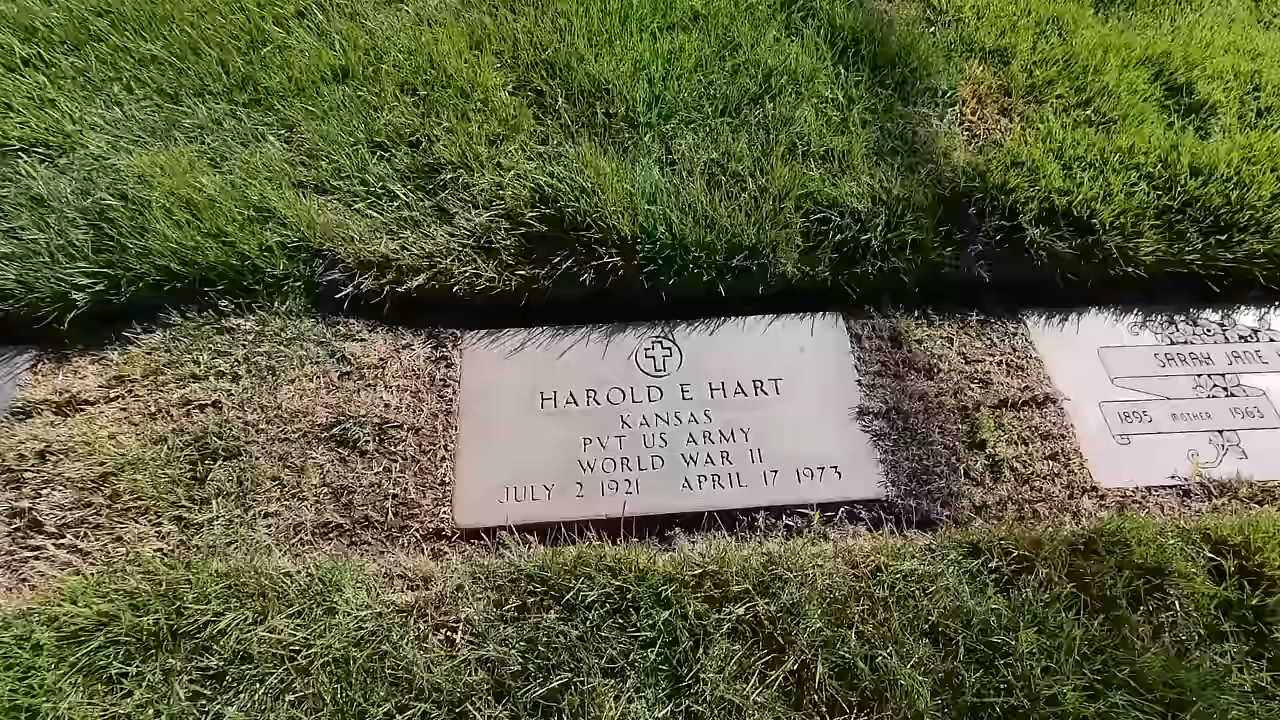 HAROLD E HART
KANSAS
PVT US ARMY
WORLD WAR II
JULY 2 1921 APRIL 17 1973
SARAH JANE
1895 MOTHER 1963